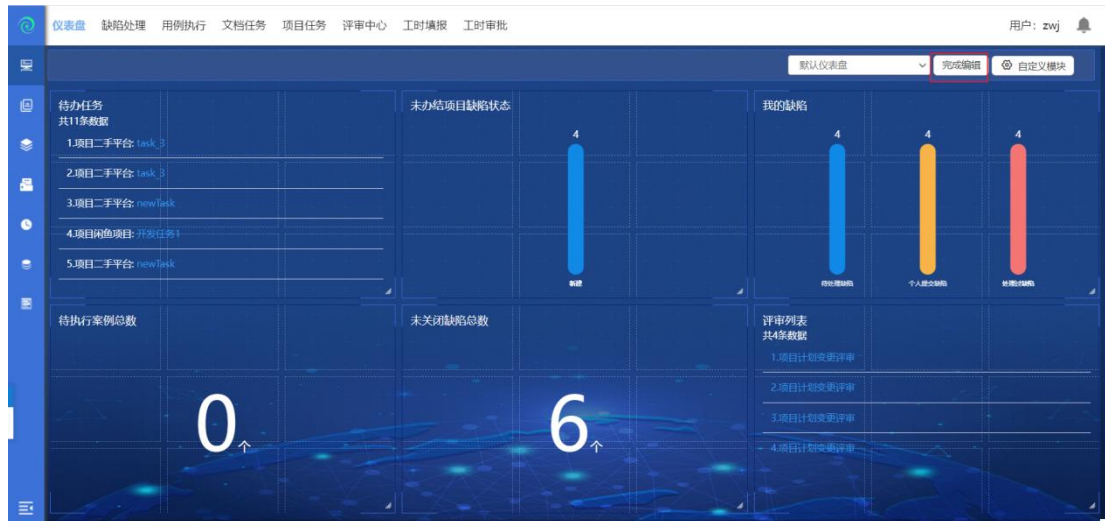 仪表盘 缺陷处理 用例执行 文档任务 项目任务 评审中心 工时填报 工时审批 用户: zwj
默认仪表盘 完成编辑 自定义模块
待办任务
共11条数据
1.项目二手平台: task_3
2.项目二手平台: task_3
3.项目二手平台: newTask
4.项目闲鱼项目: 开发任务1
5.项目二手平台: newTask
未办结项目缺陷状态
4
新建
我的缺陷
4 4 4
待处理缺陷 个人提交缺陷 处理过缺陷
待执行案例总数
0个
未关闭缺陷总数
6个
评审列表
共4条数据
1.项目计划变更评审
2.项目计划变更评审
3.项目计划变更评审
4.项目计划变更评审